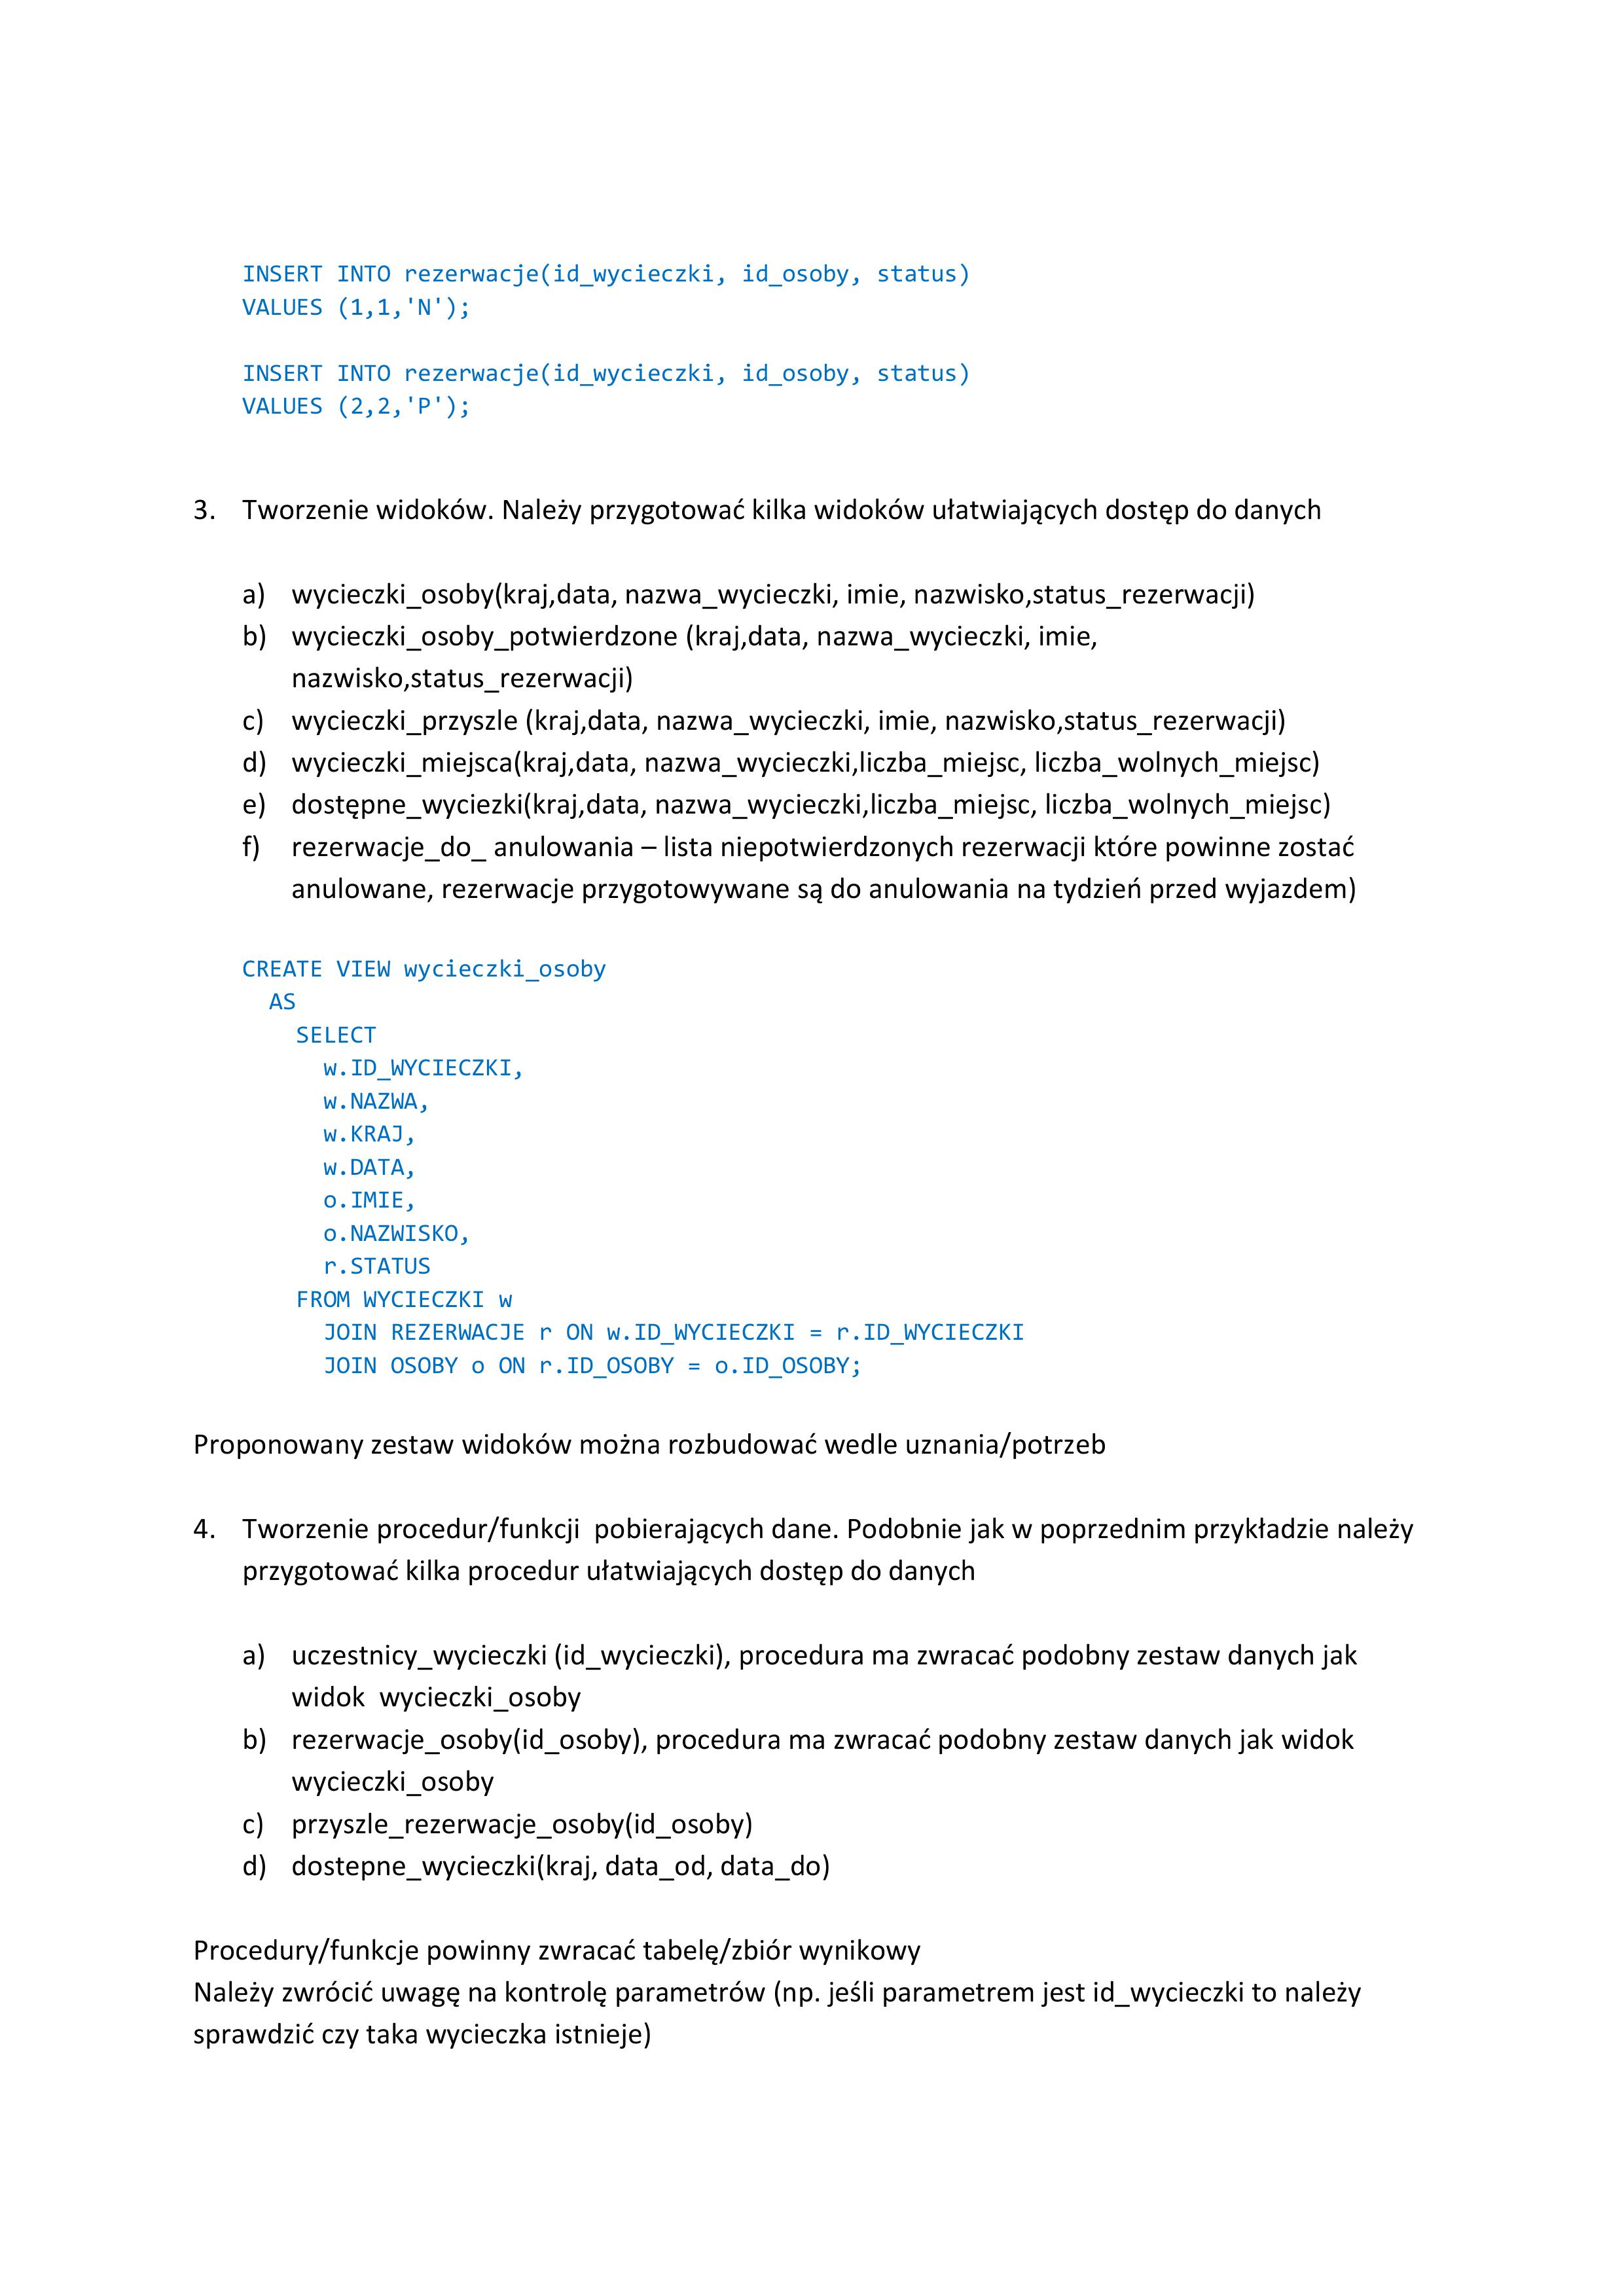 INSERT INTO rezerwacje(id_wycieczki, id_osoby, status)
VALUES (1,1,'N');
INSERT INTO rezerwacje(id_wycieczki, id_osoby, status)
VALUES (2,2,'P');
3. Tworzenie widoków. Należy przygotować kilka widoków ułatwiających dostęp do danych
a) wycieczki_osoby(kraj,data, nazwa_wycieczki, imie, nazwisko,status_rezerwacji)
b) wycieczki_osoby_potwierdzone (kraj,data, nazwa_wycieczki, imie,
nazwisko,status_rezerwacji)
c) wycieczki_przyszle (kraj,data, nazwa_wycieczki, imie, nazwisko,status_rezerwacji)
d) wycieczki_miejsca(kraj,data, nazwa_wycieczki,liczba_miejsc, liczba_wolnych_miejsc)
e) dostępne_wyciezki(kraj,data, nazwa_wycieczki,liczba_miejsc, liczba_wolnych_miejsc)
f) rezerwacje_do_ anulowania – lista niepotwierdzonych rezerwacji które powinne zostać
anulowane, rezerwacje przygotowywane są do anulowania na tydzień przed wyjazdem)
CREATE VIEW wycieczki_osoby
AS
SELECT
w.ID_WYCIECZKI,
w.NAZWA,
w.KRAJ,
w.DATA,
o.IMIE,
o.NAZWISKO,
r.STATUS
FROM WYCIECZKI w
JOIN REZERWACJE r ON w.ID_WYCIECZKI = r.ID_WYCIECZKI
JOIN OSOBY o ON r.ID_OSOBY = o.ID_OSOBY;
Proponowany zestaw widoków można rozbudować wedle uznania/potrzeb
4. Tworzenie procedur/funkcji  pobierających dane. Podobnie jak w poprzednim przykładzie należy
przygotować kilka procedur ułatwiających dostęp do danych
a) uczestnicy_wycieczki (id_wycieczki), procedura ma zwracać podobny zestaw danych jak
widok  wycieczki_osoby
b) rezerwacje_osoby(id_osoby), procedura ma zwracać podobny zestaw danych jak widok
wycieczki_osoby
c) przyszle_rezerwacje_osoby(id_osoby)
d) dostepne_wycieczki(kraj, data_od, data_do)
Procedury/funkcje powinny zwracać tabelę/zbiór wynikowy
Należy zwrócić uwagę na kontrolę parametrów (np. jeśli parametrem jest id_wycieczki to należy
sprawdzić czy taka wycieczka istnieje)